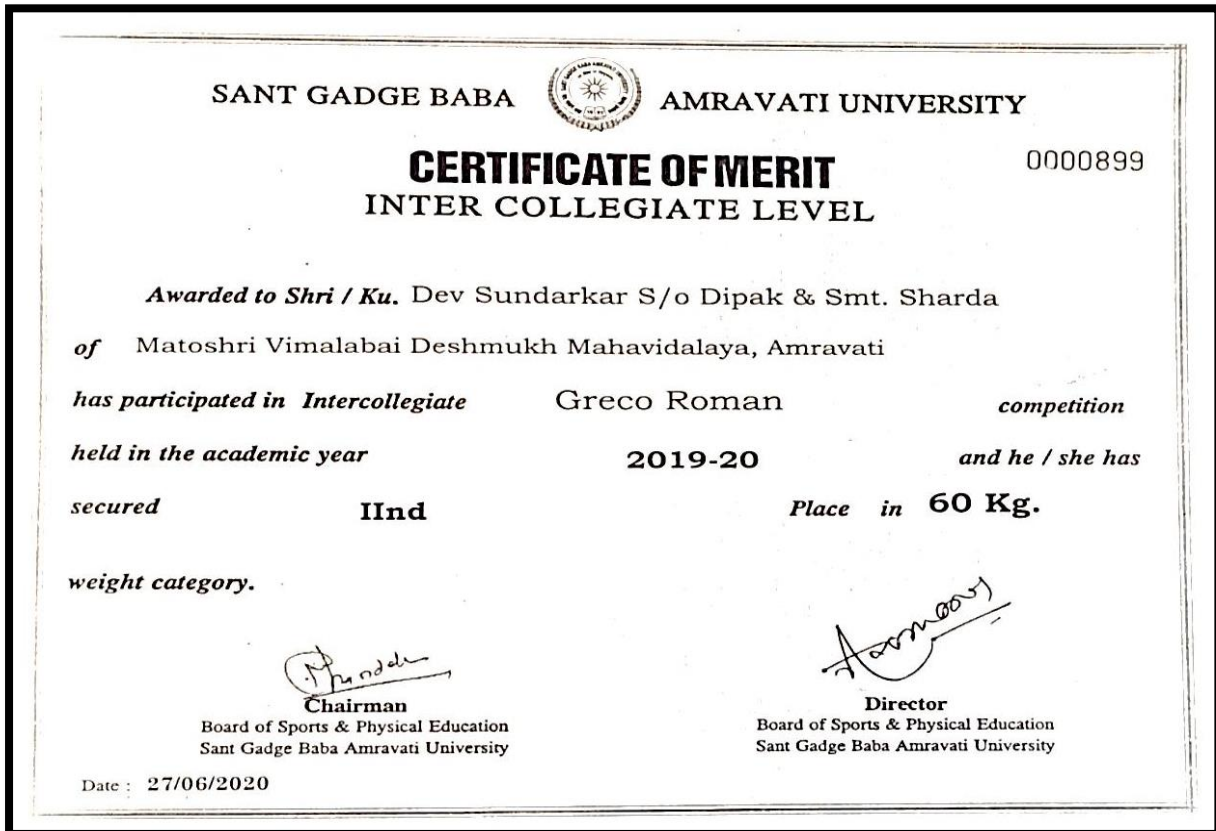 SANT GADGE BABA AMRAVATI UNIVERSITY
CERTIFICATE OF MERIT
0000899
INTER COLLEGIATE LEVEL
Awarded to Shri / Ku. Dev Sundarkar S/o Dipak & Smt. Sharda
of Matoshri Vimalabai Deshmukh Mahavidalaya, Amravati
has participated in Intercollegiate Greco Roman competition
held in the academic year 2019-20 and he / she has
secured IInd Place in 60 Kg.
weight category.
Chairman
Board of Sports & Physical Education
Sant Gadge Baba Amravati University
Director
Board of Sports & Physical Education
Sant Gadge Baba Amravati University
Date : 27/06/2020